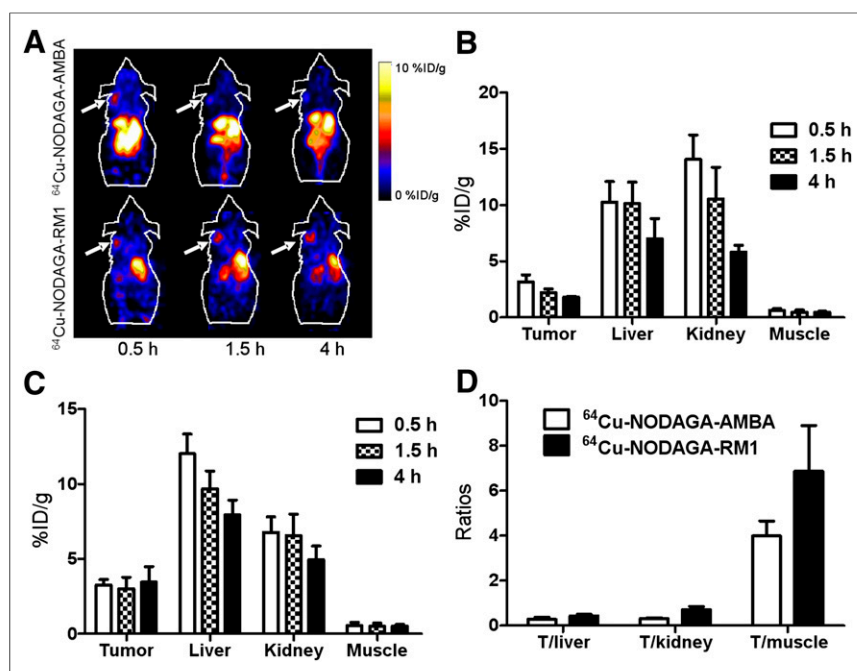 A
⁶⁴Cu-NODAGA-AMBA
⁶⁴Cu-NODAGA-RM1
10 %ID/g
0 %ID/g
0.5 h
1.5 h
4 h
B
%ID/g
20
15
10
5
0
0.5 h
1.5 h
4 h
Tumor
Liver
Kidney
Muscle
C
%ID/g
15
10
5
0
0.5 h
1.5 h
4 h
Tumor
Liver
Kidney
Muscle
D
Ratios
10
8
6
4
2
0
⁶⁴Cu-NODAGA-AMBA
⁶⁴Cu-NODAGA-RM1
T/liver
T/kidney
T/muscle